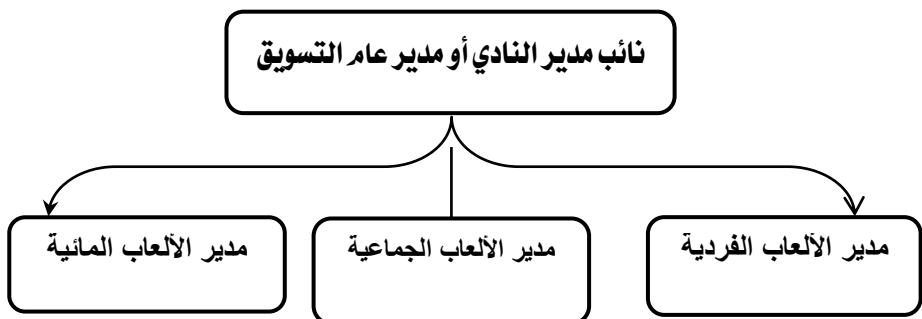 نائب مدير النادي أو مدير عام التسويق
مدير الألعاب الفردية
مدير الألعاب الجماعية
مدير الألعاب المائية